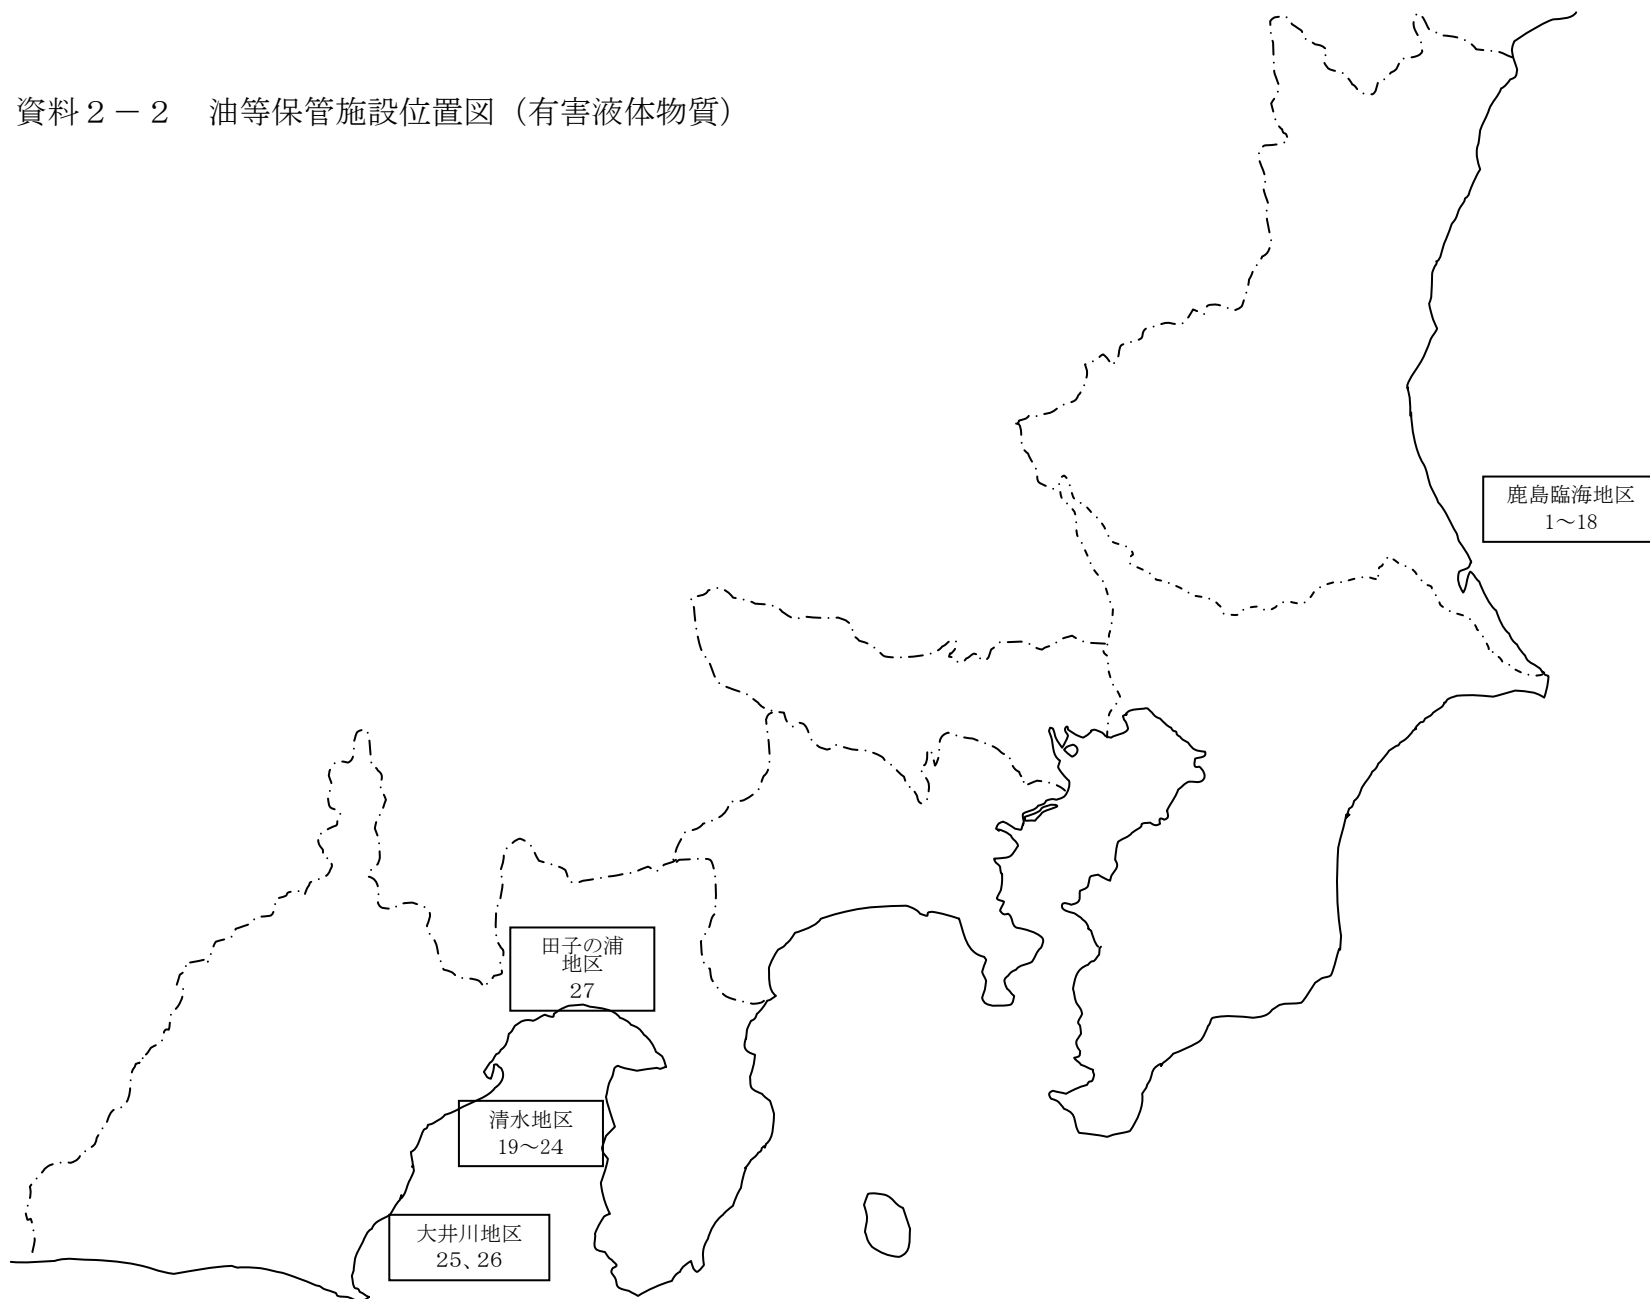 資料２－２　油等保管施設位置図（有害液体物質）
鹿島臨海地区
1～18
田子の浦
地区
27
清水地区
19～24
大井川地区
25、26